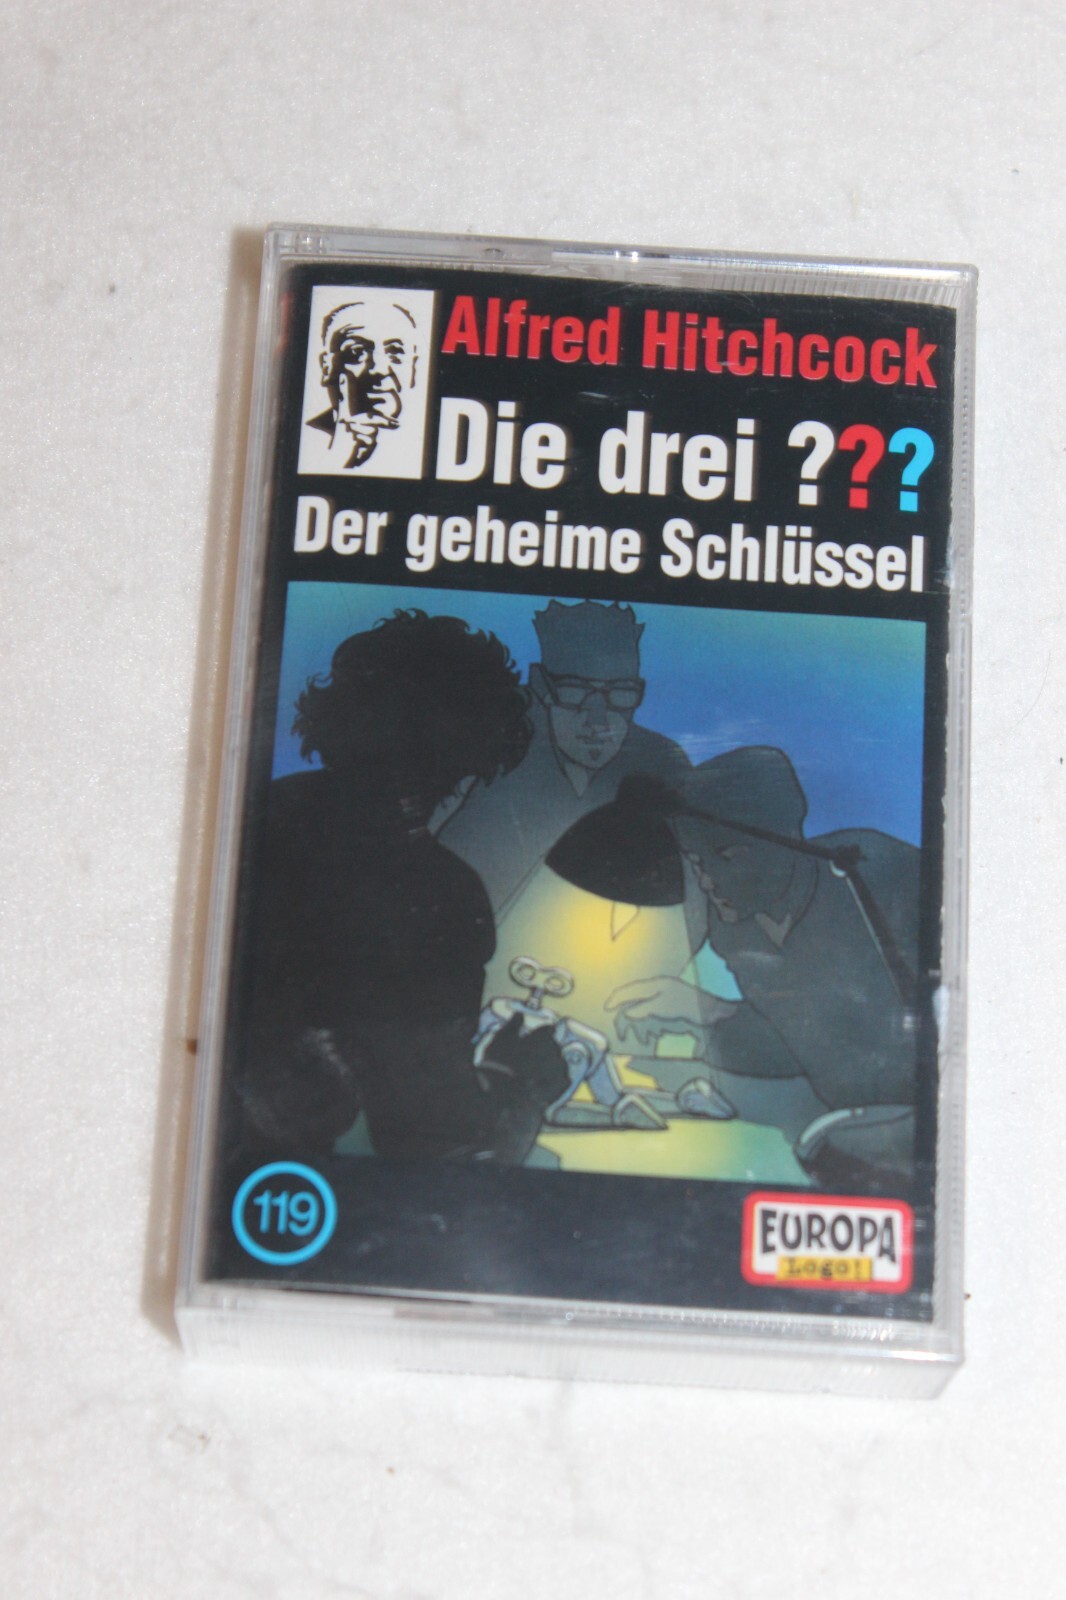 Alfred Hitchcock
Die drei ???
Der geheime Schlüssel
119
EUROPA
Logo!